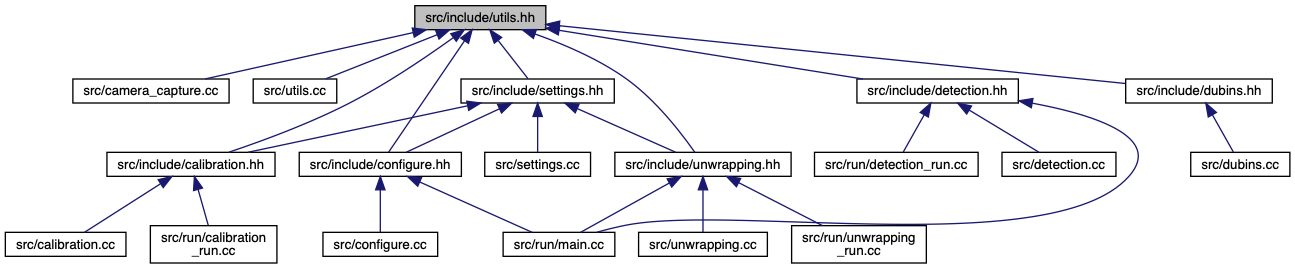 src/include/utils.hh
src/camera_capture.cc
src/utils.cc
src/include/settings.hh
src/include/detection.hh
src/include/dubins.hh
src/include/calibration.hh
src/include/configure.hh
src/settings.cc
src/include/unwrapping.hh
src/run/detection_run.cc
src/detection.cc
src/dubins.cc
src/calibration.cc
src/run/calibration
_run.cc
src/configure.cc
src/run/main.cc
src/unwrapping.cc
src/run/unwrapping
_run.cc